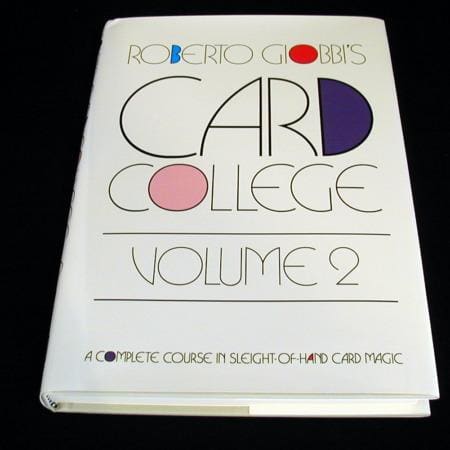 ROBERTO GIOBBI'S
CARD
COLLEGE
VOLUME 2
A COMPLETE COURSE IN SLEIGHT-OF-HAND CARD MAGIC